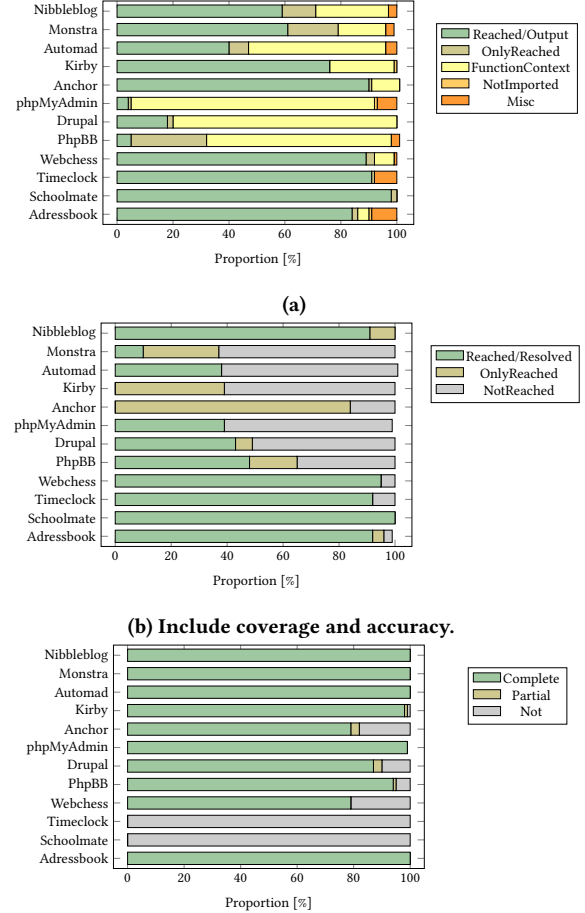 Nibbleblog
Monstra
Automad
Kirby
Anchor
phpMyAdmin
Drupal
PhpBB
Webchess
Timeclock
Schoolmate
Adressbook
0 20 40 60 80 100
Proportion [%]
Reached/Output
OnlyReached
FunctionContext
NotImported
Misc
(a)
Nibbleblog
Monstra
Automad
Kirby
Anchor
phpMyAdmin
Drupal
PhpBB
Webchess
Timeclock
Schoolmate
Adressbook
0 20 40 60 80 100
Proportion [%]
Reached/Resolved
OnlyReached
NotReached
(b) Include coverage and accuracy.
Nibbleblog
Monstra
Automad
Kirby
Anchor
phpMyAdmin
Drupal
PhpBB
Webchess
Timeclock
Schoolmate
Adressbook
0 20 40 60 80 100
Proportion [%]
Complete
Partial
Not